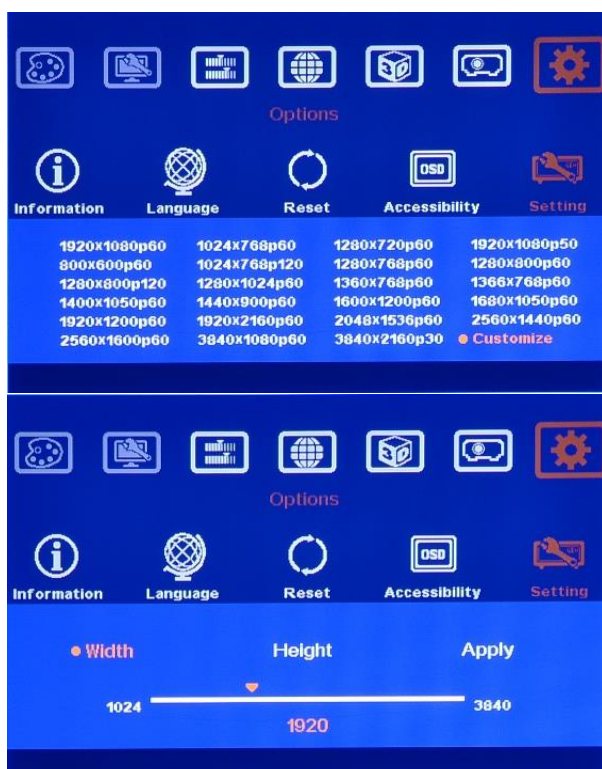 3D
Options
OSD
Information Language Reset Accessibility Setting
1920x1080p60 1024x768p60 1280x720p60 1920x1080p50
800x600p60 1024x768p120 1280x768p60 1280x800p60
1280x800p120 1280x1024p60 1360x768p60 1366x768p60
1400x1050p60 1440x900p60 1600x1200p60 1680x1050p60
1920x1200p60 1920x2160p60 2048x1536p60 2560x1440p60
2560x1600p60 3840x1080p60 3840x2160p30 Customize
3D
Options
OSD
Information Language Reset Accessibility Setting
Width Height Apply
1024 3840
1920